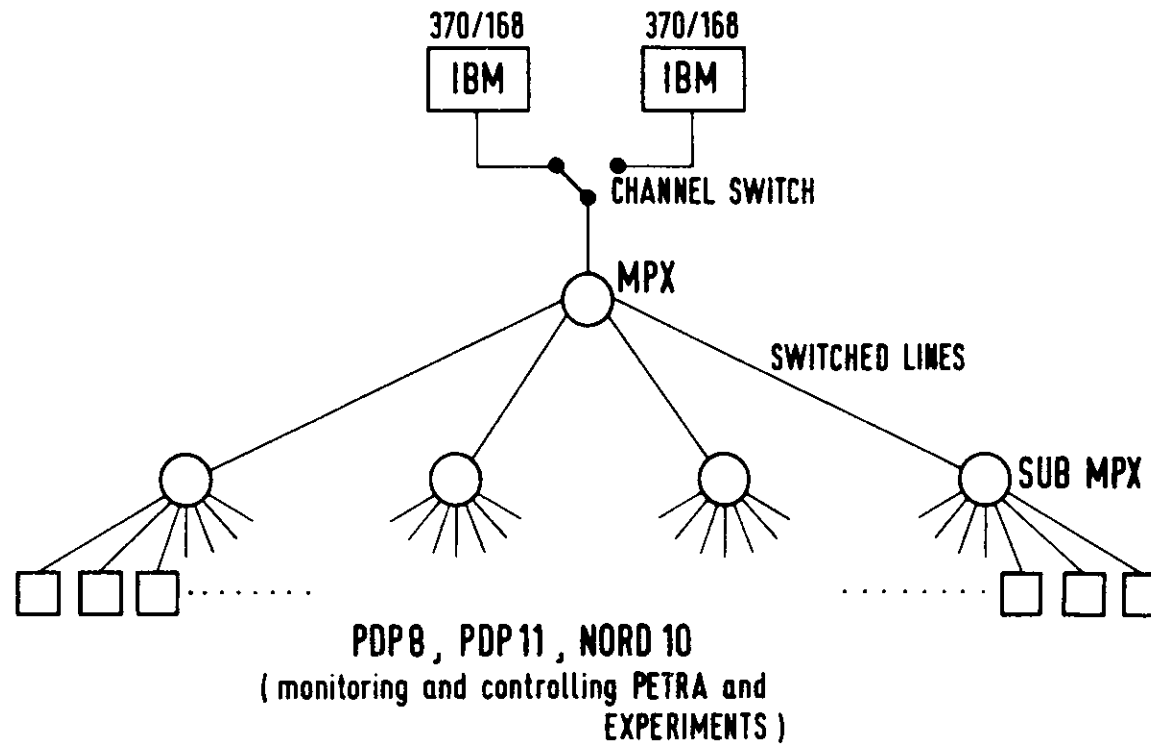 370/168 370/168
IBM IBM
CHANNEL SWITCH
MPX
SWITCHED LINES
SUB MPX
PDP8, PDP11, NORD 10
(monitoring and controlling PETRA and
EXPERIMENTS)